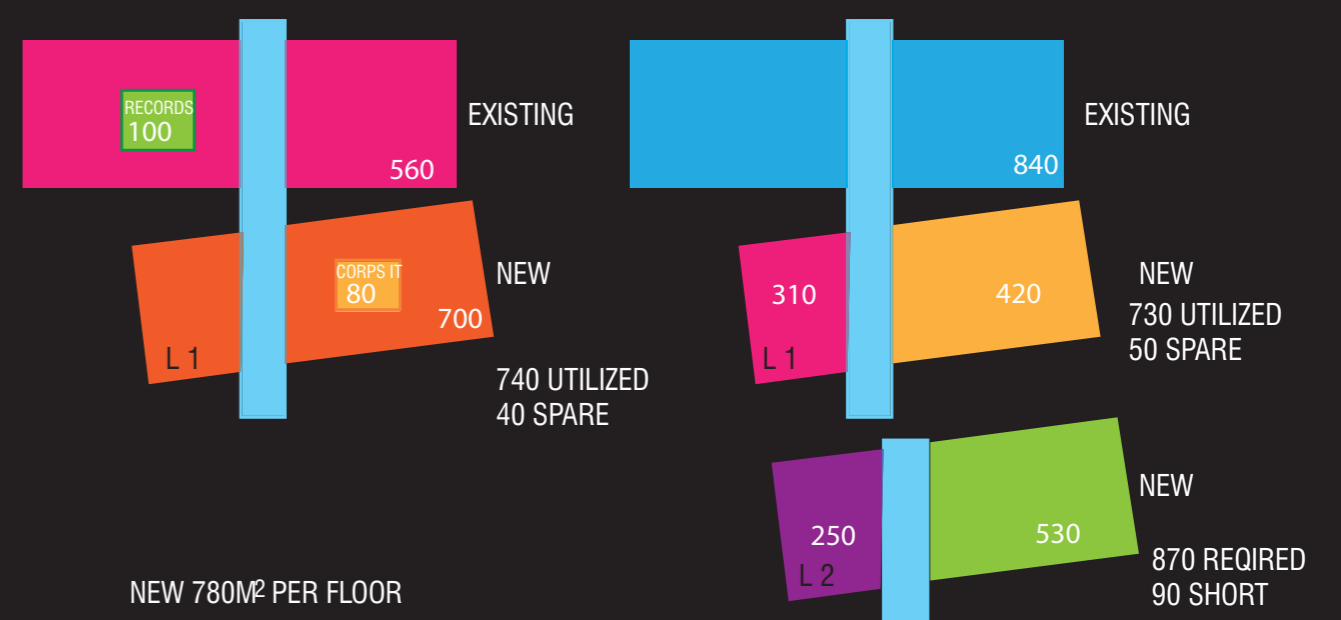 RECORDS
100
EXISTING
560
CORPS IT
80
NEW
700
L 1
740 UTILIZED
40 SPARE
NEW 780M² PER FLOOR
EXISTING
840
NEW
310
420
730 UTILIZED
50 SPARE
L 1
NEW
250
530
L 2
870 REQIRED
90 SHORT